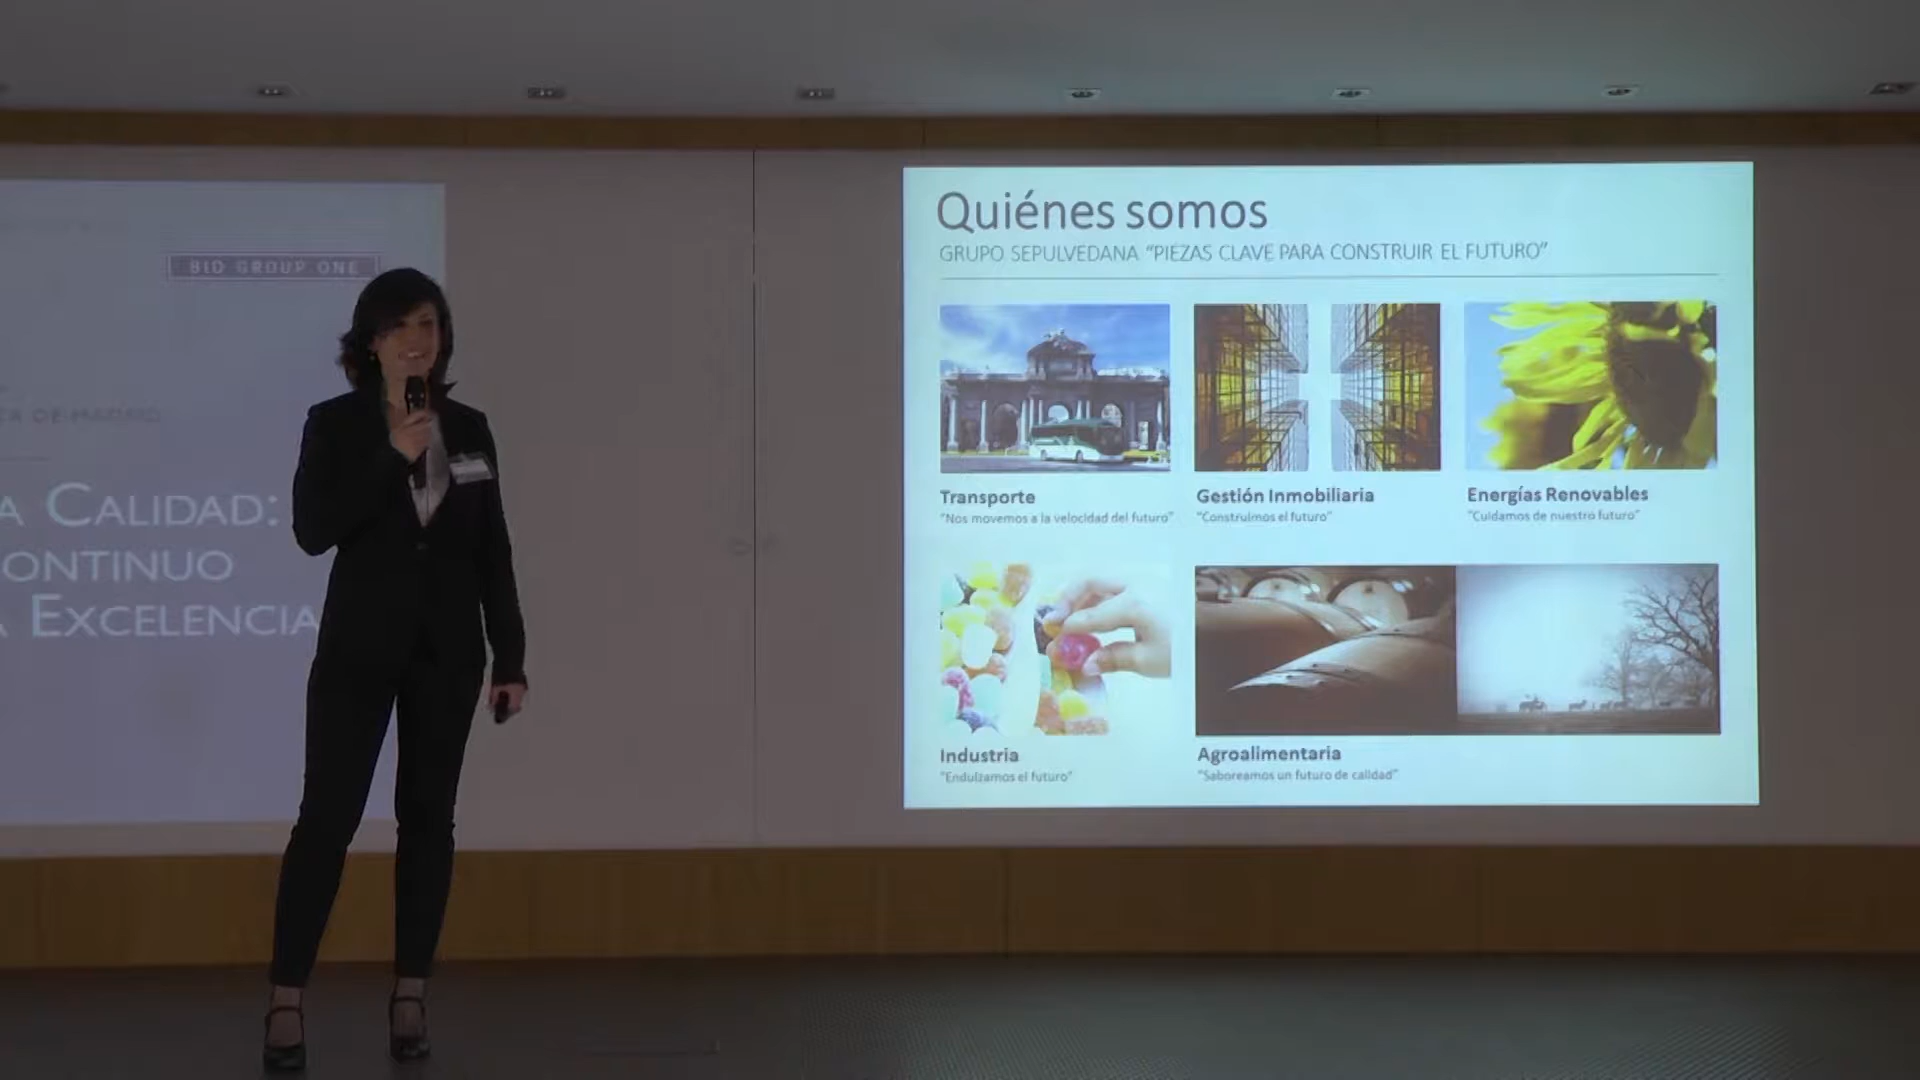 BID GROUP ONE
DE MADRID
A CALIDAD:
ONTINUO
A EXCELENCIA
Quiénes somos
GRUPO SEPULVEDANA “PIEZAS CLAVE PARA CONSTRUIR EL FUTURO”
Transporte
“Nos movemos a la velocidad del futuro”
Gestión Inmobiliaria
“Construimos el futuro”
Energías Renovables
“Cuidamos de nuestro futuro”
Industria
“Endulzamos el futuro”
Agroalimentaria
“Saboreamos un futuro de calidad”